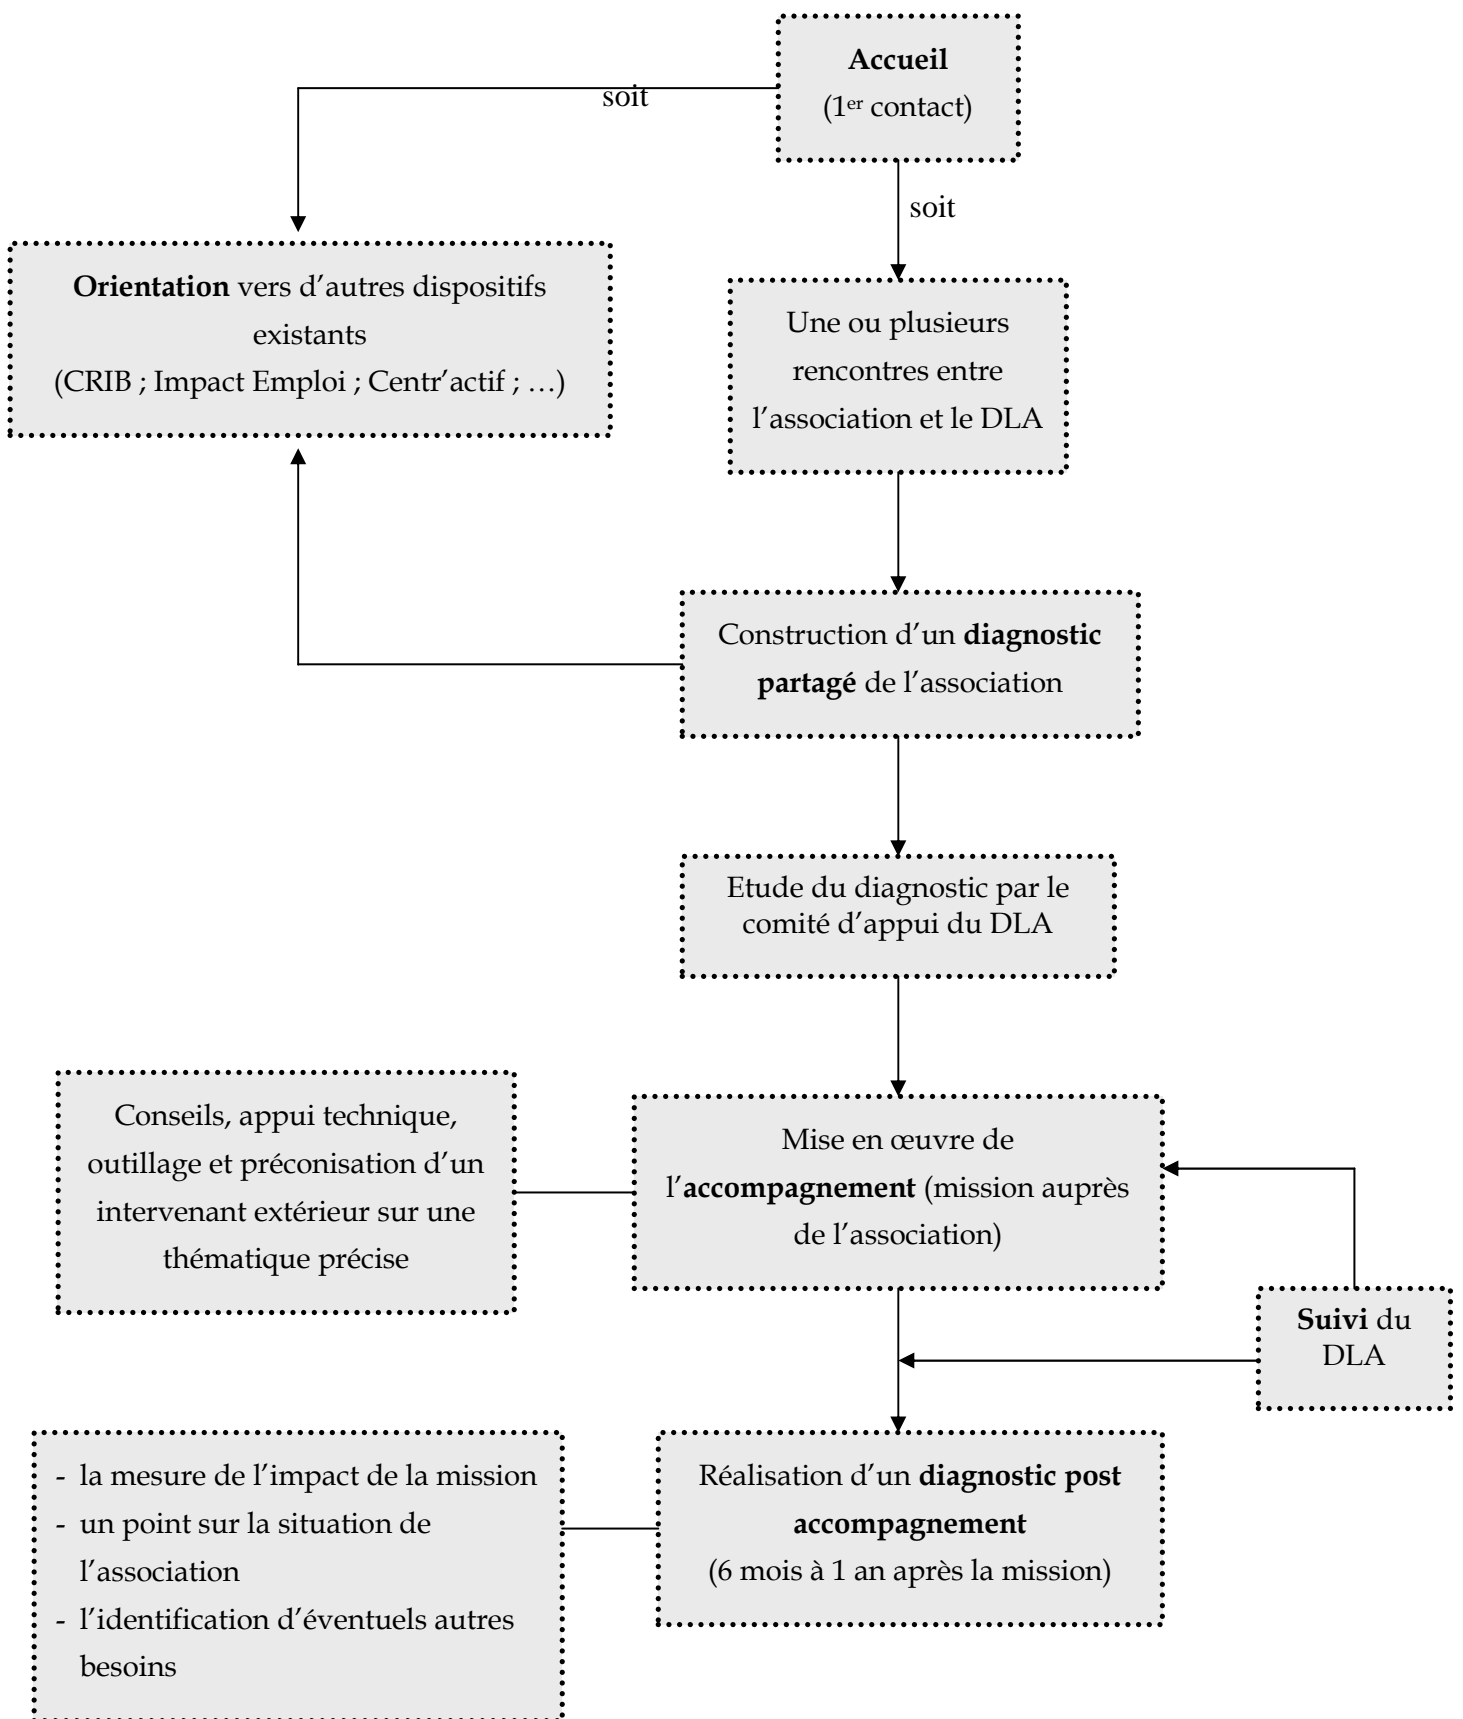 Accueil
(1er contact)
soit
soit
Orientation vers d’autres dispositifs
existants
(CRIB ; Impact Emploi ; Centr’actif ; …)
Une ou plusieurs
rencontres entre
l’association et le DLA
Construction d’un diagnostic
partagé de l’association
Etude du diagnostic par le
comité d’appui du DLA
Conseils, appui technique,
outillage et préconisation d’un
intervenant extérieur sur une
thématique précise
Mise en œuvre de
l’accompagnement (mission auprès
de l’association)
Suivi du
DLA
- la mesure de l’impact de la mission
- un point sur la situation de
l’association
- l’identification d’éventuels autres
besoins
Réalisation d’un diagnostic post
accompagnement
(6 mois à 1 an après la mission)